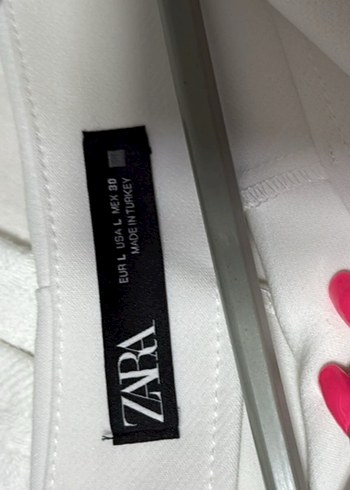 ZARA
EUR L USA L MEX 30
MADE IN TURKEY